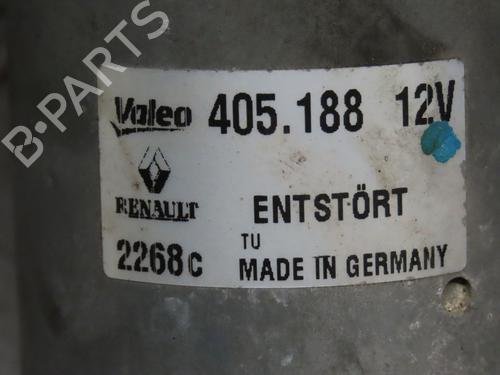 B-PARTS
Valeo 405.188 12V
RENAULT ENTSTÖRT
TU
2268C MADE IN GERMANY